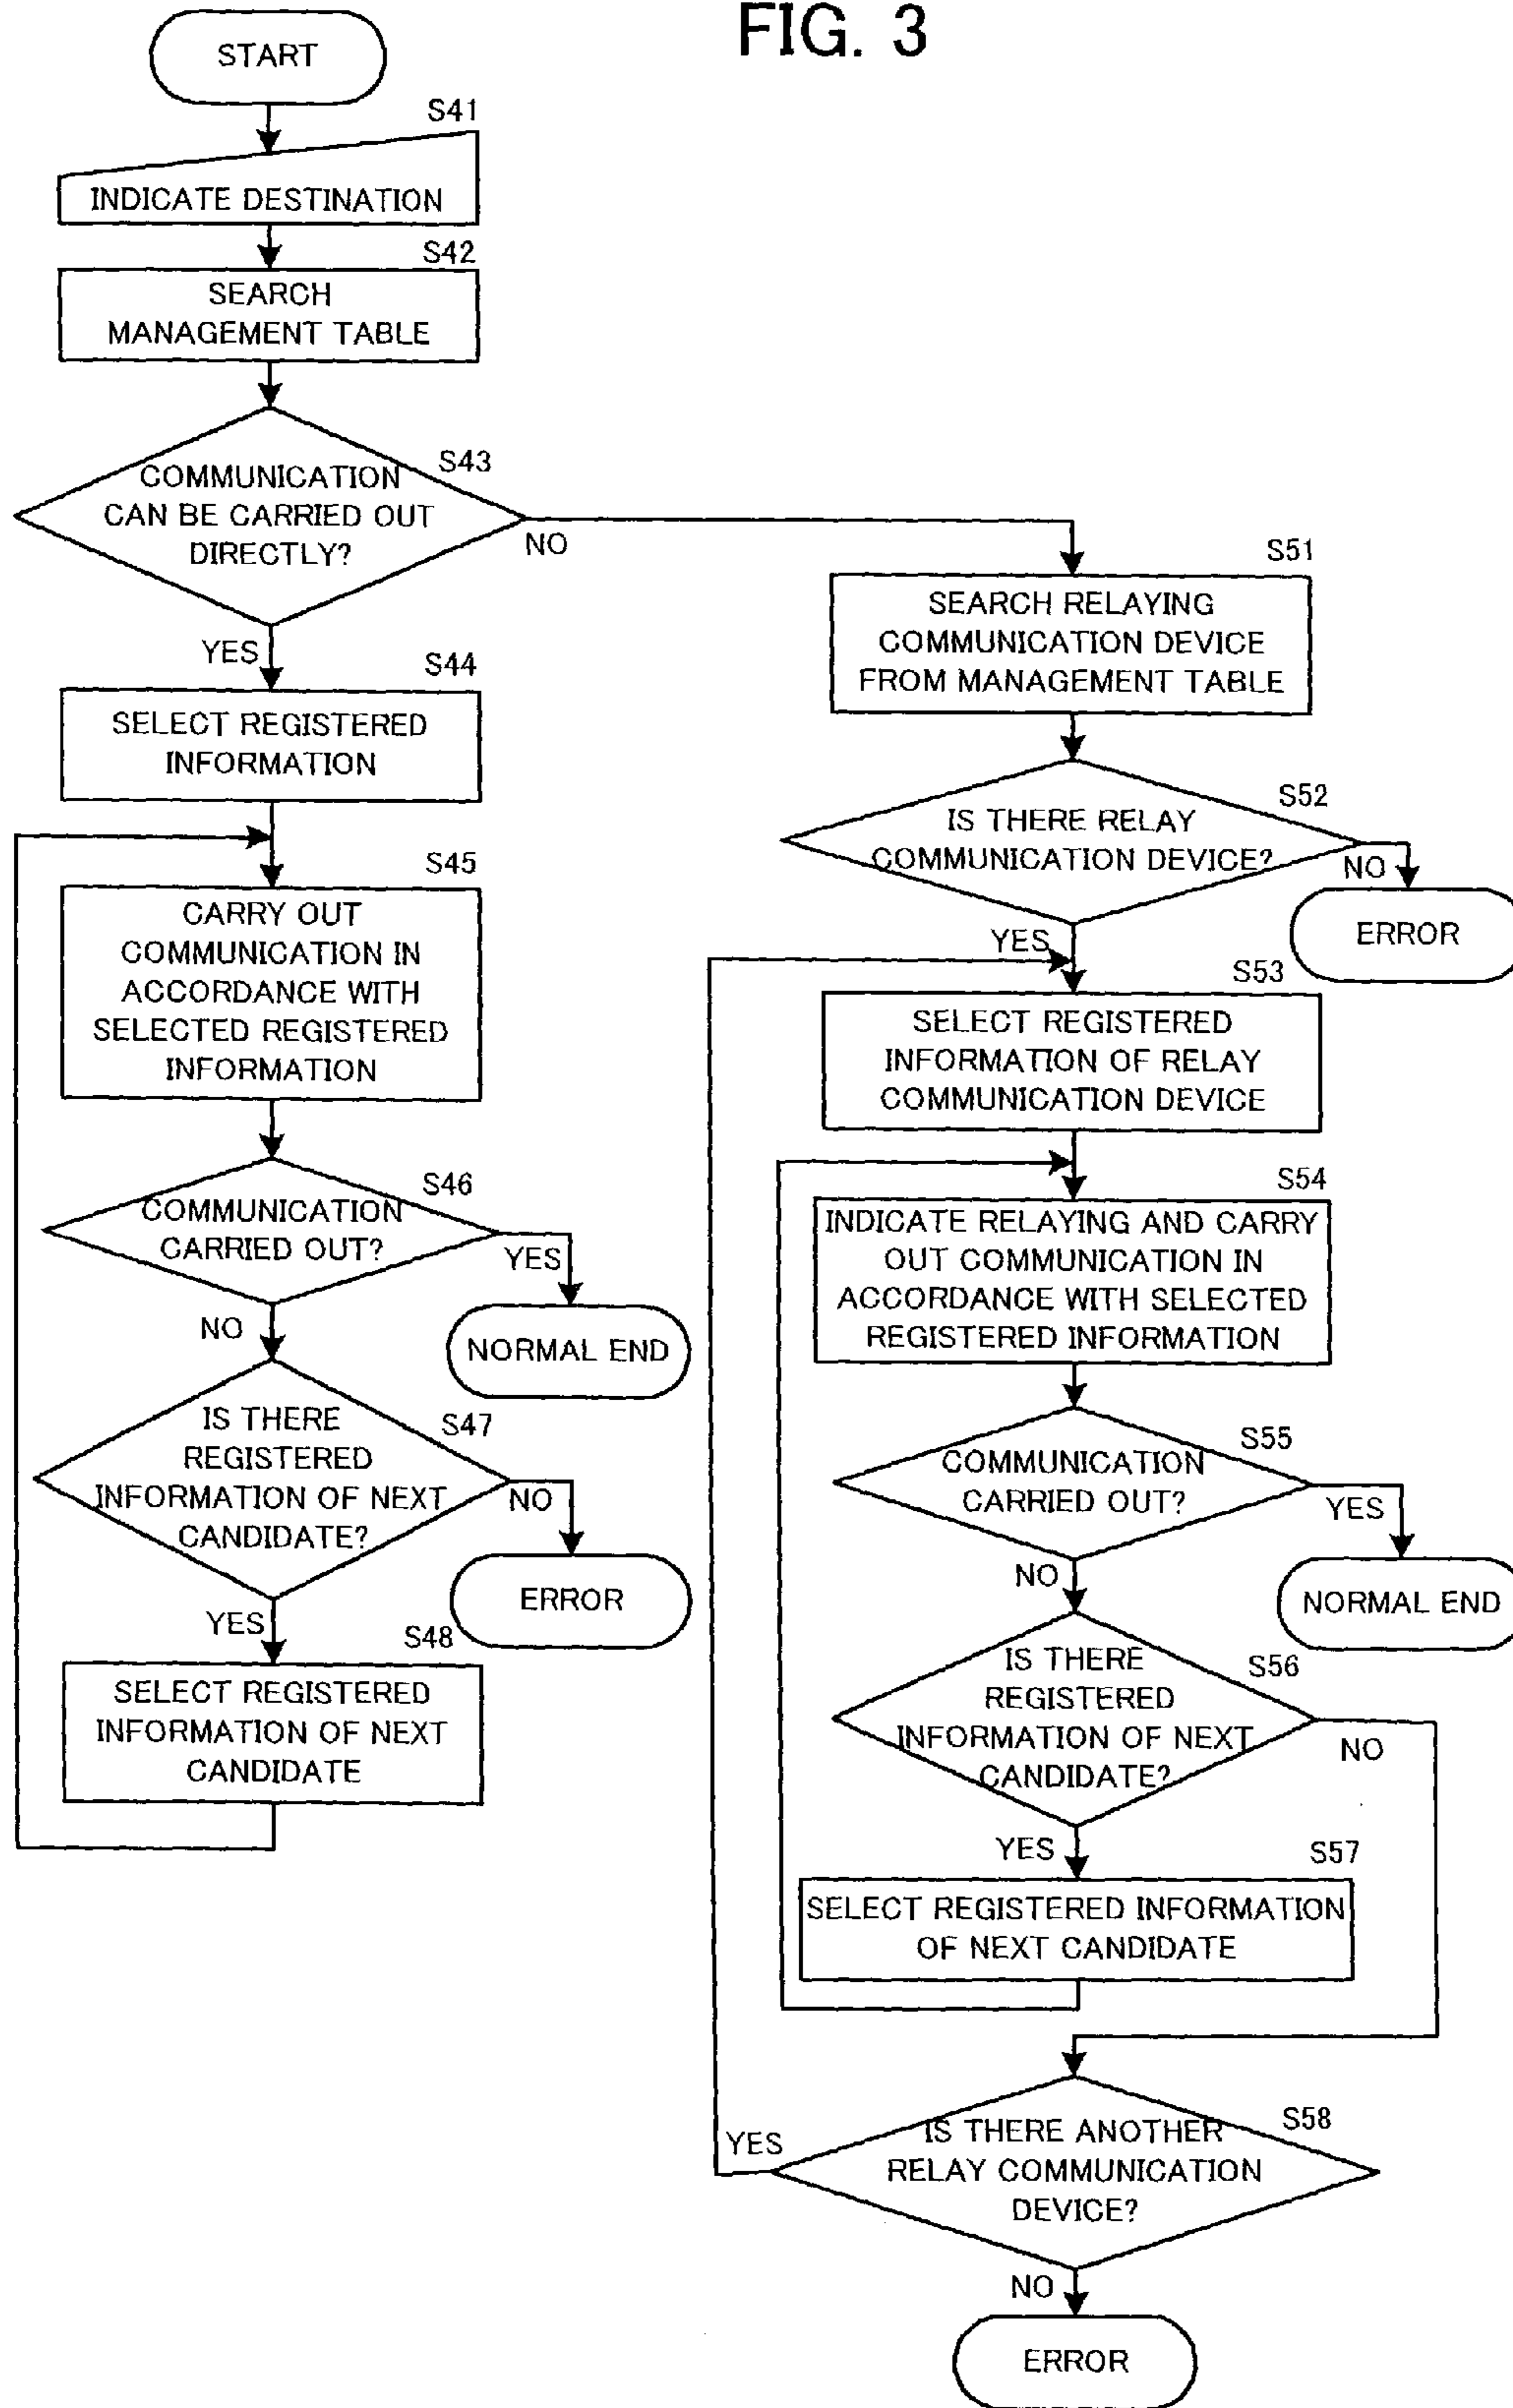 FIG. 3
START
S41
INDICATE DESTINATION
S42
SEARCH
MANAGEMENT TABLE
S43
COMMUNICATION
CAN BE CARRIED OUT
DIRECTLY?
NO
YES
S44
SELECT REGISTERED
INFORMATION
S45
CARRY OUT
COMMUNICATION IN
ACCORDANCE WITH
SELECTED REGISTERED
INFORMATION
S46
COMMUNICATION
CARRIED OUT?
YES
NORMAL END
NO
S47
IS THERE
REGISTERED
INFORMATION OF NEXT
CANDIDATE?
NO
ERROR
YES
S48
SELECT REGISTERED
INFORMATION OF NEXT
CANDIDATE
S51
SEARCH RELAYING
COMMUNICATION DEVICE
FROM MANAGEMENT TABLE
S52
IS THERE RELAY
COMMUNICATION DEVICE?
NO
ERROR
YES
S53
SELECT REGISTERED
INFORMATION OF RELAY
COMMUNICATION DEVICE
S54
INDICATE RELAYING AND CARRY
OUT COMMUNICATION IN
ACCORDANCE WITH SELECTED
REGISTERED INFORMATION
S55
COMMUNICATION
CARRIED OUT?
YES
NORMAL END
NO
S56
IS THERE
REGISTERED
INFORMATION OF NEXT
CANDIDATE?
NO
YES
S57
SELECT REGISTERED INFORMATION
OF NEXT CANDIDATE
S58
IS THERE ANOTHER
RELAY COMMUNICATION
DEVICE?
YES
NO
ERROR